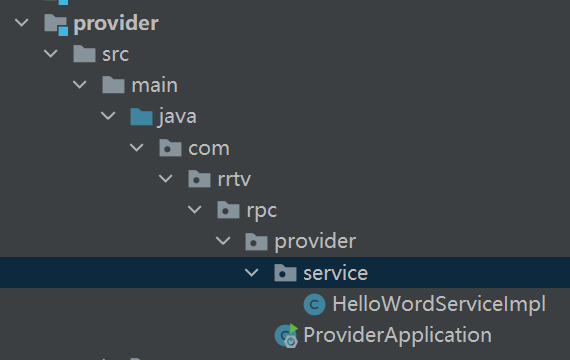 provider
src
main
java
com
rrtv
rpc
provider
service
HelloWordServiceImpl
ProviderApplication